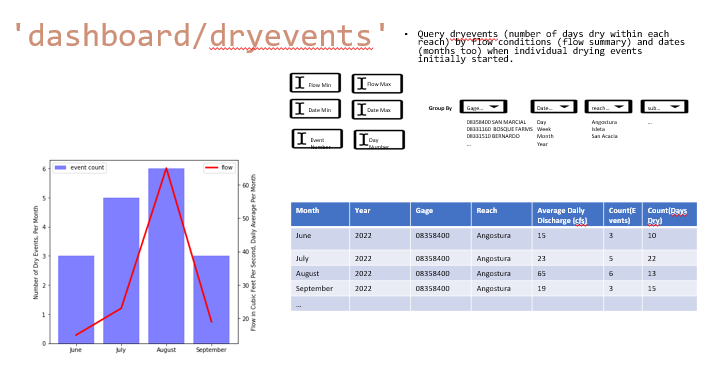 'dashboard/dryevents'
• Query dryevents (number of days dry within each
reach) by flow conditions (flow summary) and dates
(months too) when individual drying events
initially started.
Flow Min
Flow Max
Date Min
Date Max
Event
Number
Day
Number
Group By
Gage...
Date...
reach...
sub...
08358400 SAN MARCIAL
Day
Angostura
...
08331160 BOSQUE FARMS
Week
Isleta
08331510 BERNARDO
Month
San Acacia
...
Year
event count
flow
Number of Dry Events, Per Month
0
1
2
3
4
5
6
Flow in Cubic Feet Per Second, Daily Average Per Month
20
30
40
50
60
June
July
August
September
Month Year Gage Reach Average Daily Discharge (cfs) Count(Events) Count(Days Dry)
June 2022 08358400 Angostura 15 3 10
July 2022 08358400 Angostura 23 5 22
August 2022 08358400 Angostura 65 6 13
September 2022 08358400 Angostura 19 3 15
...